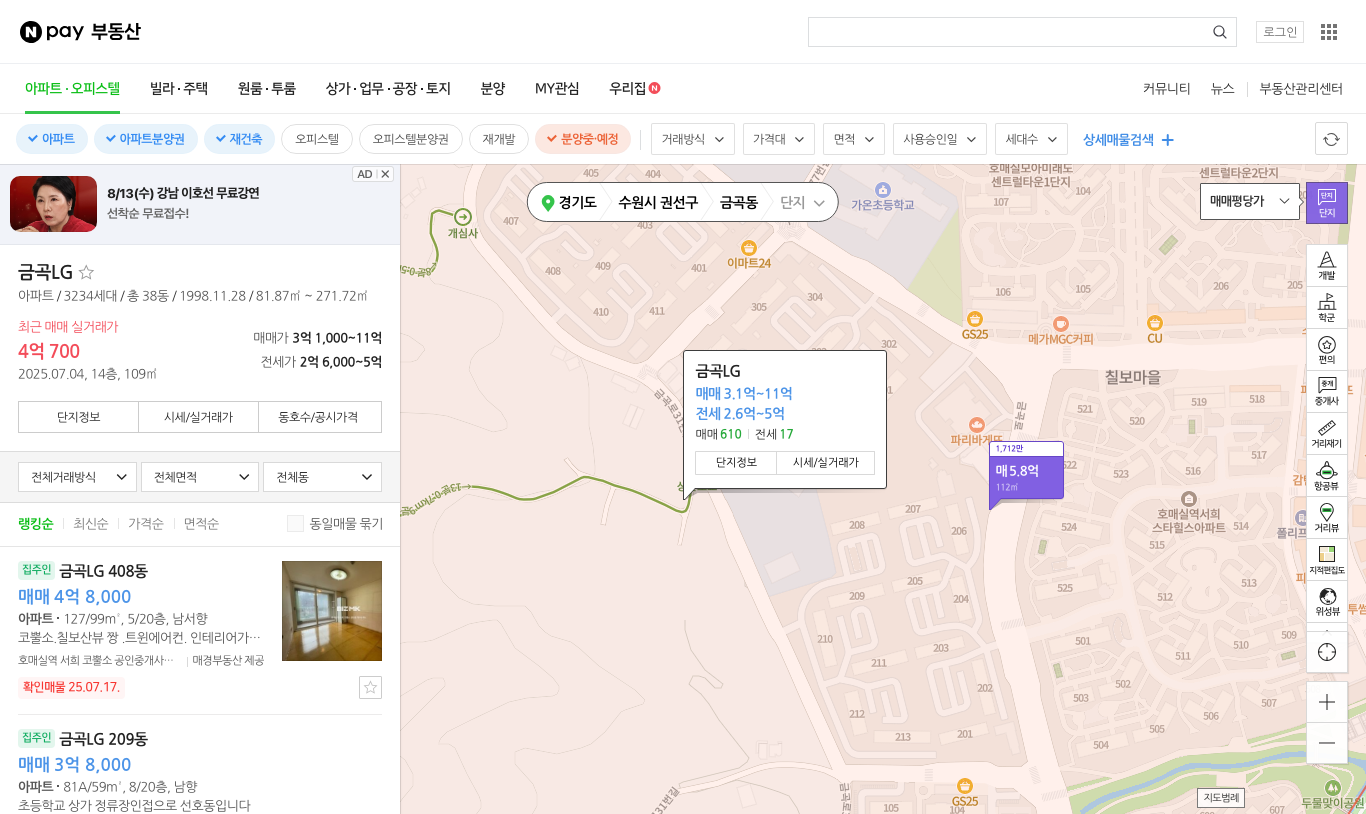 N pay 부동산
로그인
아파트·오피스텔 빌라·주택 원룸·투룸 상가·업무·공장·토지 분양 MY관심 우리집 N 커뮤니티 뉴스 부동산관리센터
아파트 아파트분양권 재건축 오피스텔 오피스텔분양권 재개발 분양중·예정 거래방식 가격대 면적 사용승인일 세대수 상세매물검색
AD
8/13(수) 강남 이호선 무료강연
선착순 무료접수!
금곡LG
아파트 / 3234세대 / 총 38동 / 1998.11.28 / 81.87㎡ ~ 271.72㎡
최근 매매 실거래가
4억 700
2025.07.04, 14층, 109㎡
매매가 3억 1,000~11억
전세가 2억 6,000~5억
단지정보 시세/실거래가 동호수/공시가격
전체거래방식 전체면적 전체동
랭킹순 최신순 가격순 면적순 동일매물 묶기
집주인 금곡LG 408동
매매 4억 8,000
아파트 · 127/99m², 5/20층, 남서향
코뿔소.칠보산뷰 짱 .트윈에어컨. 인테리어가…
호매실역 서희 코뿔소 공인중개사… 매경부동산 제공
BIZMK
확인매물 25.07.17.
집주인 금곡LG 209동
매매 3억 8,000
아파트 · 81A/59m², 8/20층, 남향
초등학교 상가 정류장인접으로 선호동입니다
경기도 수원시 권선구 금곡동 단지
매매평당가
단지
단지
개발
학군
편의
중개
중개사
거리재기
항공뷰
거리뷰
지적편집도
위성뷰
지도범례
405 404
호매실모아미래도
센트럴타운1단지
센트럴타운2단지
가온초등학교
개심사
407
403
이마트24
408 409 401
410 411
305 304
302
106 105
206 205
GS25
메가MGC커피
CU
칠보마을
금곡로
파리바게뜨
금곡LG
매매 3.1억~11억
전세 2.6억~5억
매매 610 전세 17
단지정보 시세/실거래가
1,712만
매 5.8억
112㎡
519 518
521 520
517
522
523 516
호매실역서희
스타힐스아파트
524 514
515
525 512
513
208 207
209 205
204
210
203
202
212
213 201
501 509
511 510
503 502
505 506 507
504
GS25
105 104
607
두물맞이공원